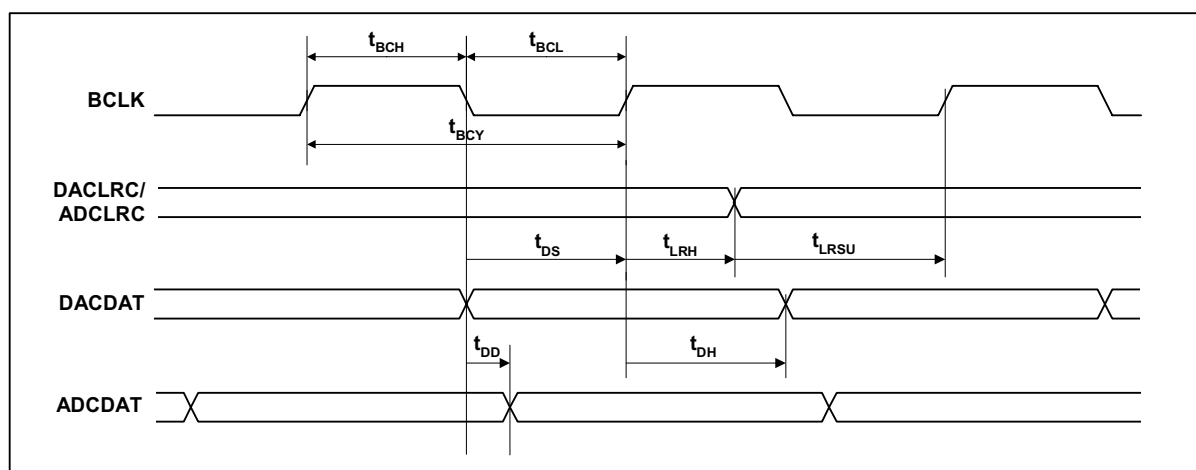 tBCH tBCL
BCLK
tBCY
DACLRC/
ADCLRC
tDS tLRH tLRSU
DACDAT
tDD tDH
ADCDAT